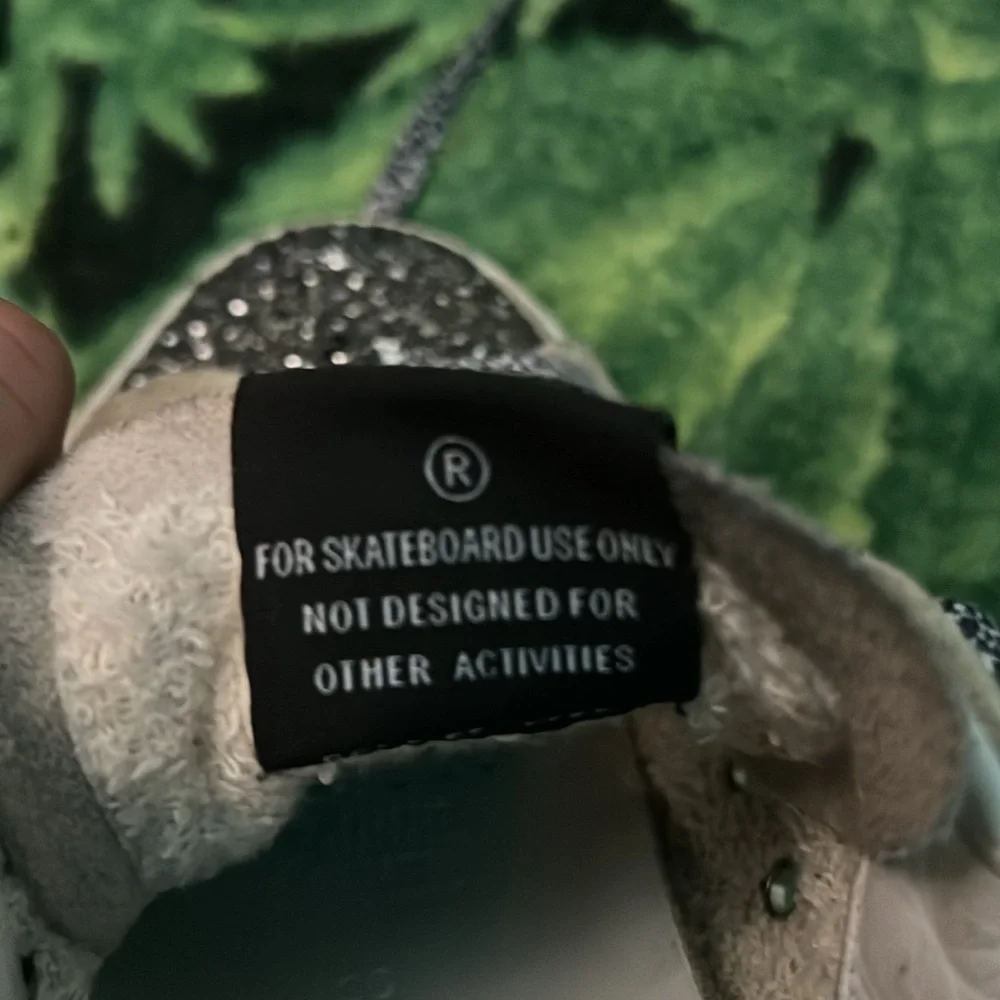 ®
FOR SKATEBOARD USE ONLY
NOT DESIGNED FOR
OTHER ACTIVITIES